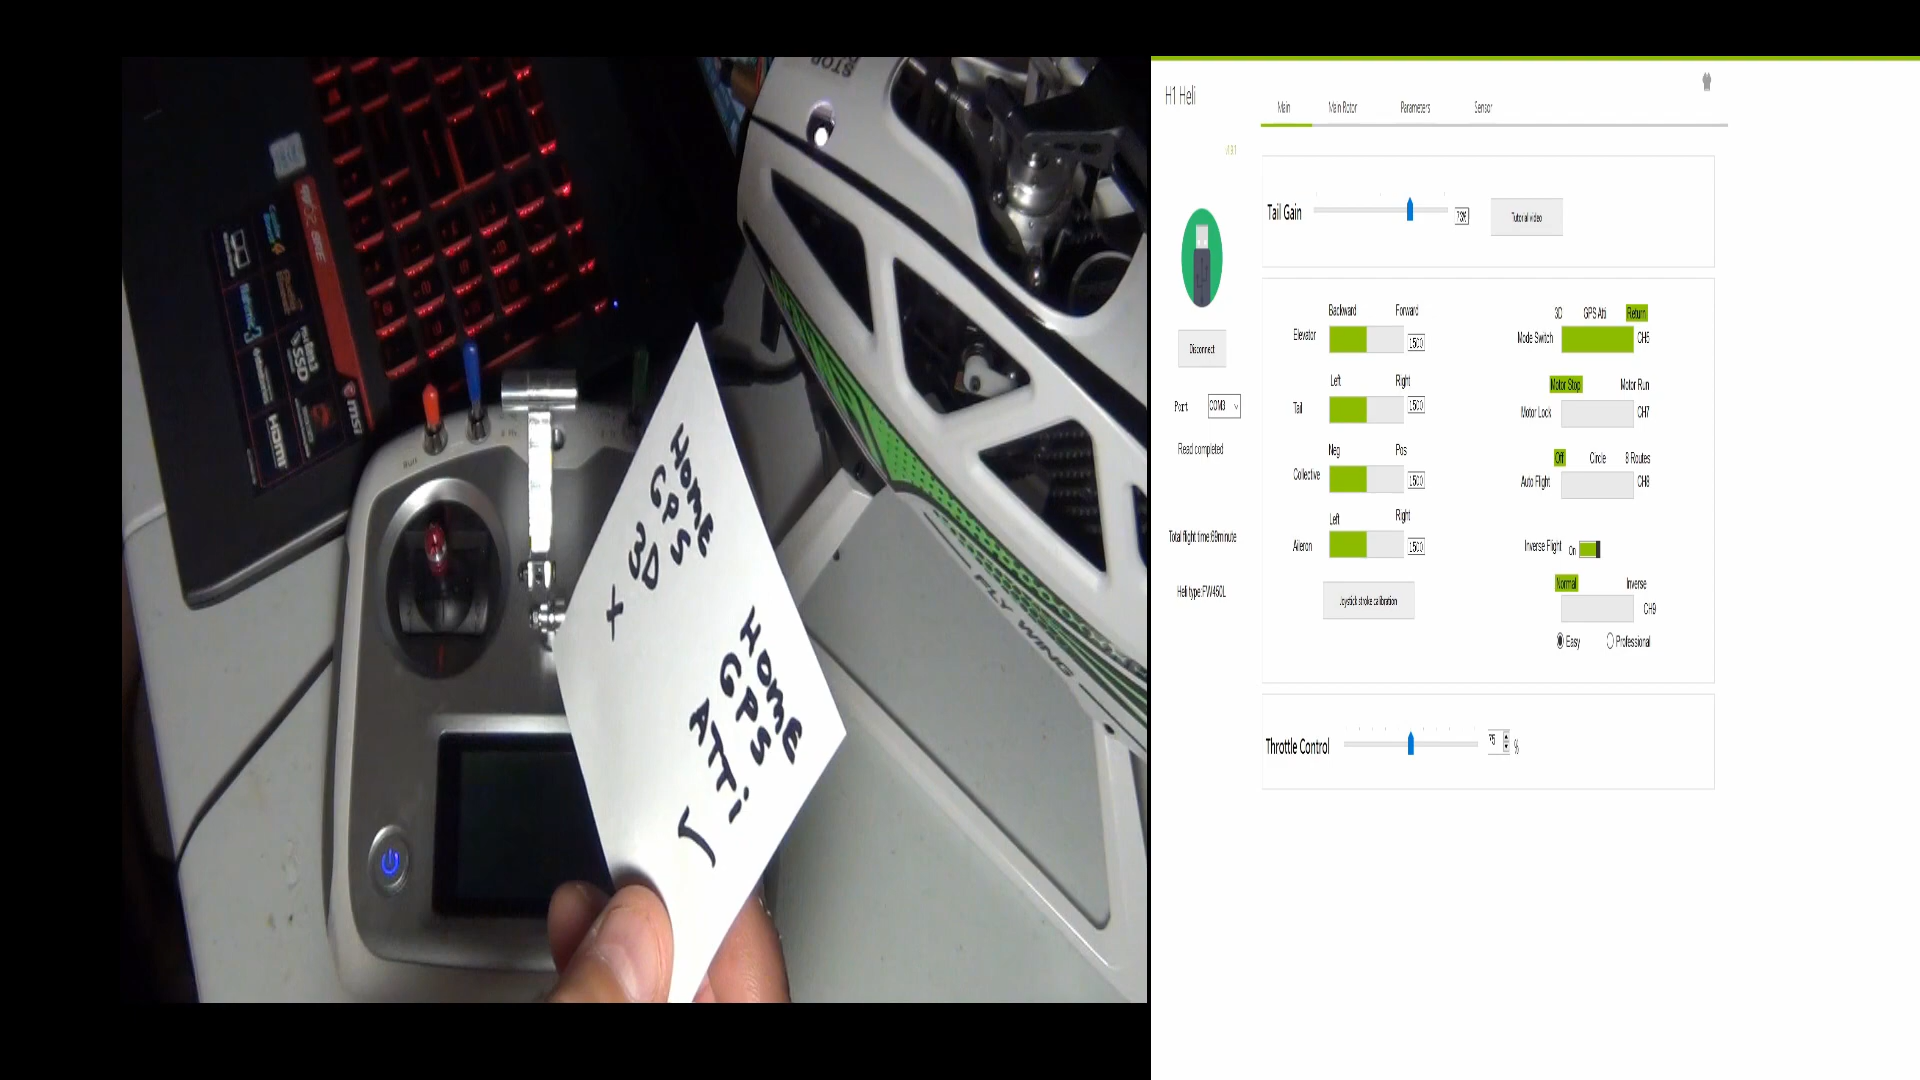 HOME
GPS
3D
X
HOME
GPS
ATTi
FLY WING
msi
HDMI
SSD
H1 Heli
Main
Main Rotor
Parameters
Sensor
Tail Gain
Tutorial video
Backward
Forward
Elevator
1500
Left
Right
Tail
1500
Neg
Pos
Collective
1500
Left
Right
Aileron
1500
Joystick stroke calibration
3D
GPS Atti
Return
Mode Switch
CH5
Motor Stop
Motor Run
Motor Lock
CH7
Off
Circle
8 Routes
Auto Flight
CH8
Inverse Flight
On
Normal
Inverse
CH9
Easy
Professional
Throttle Control
75
%
Disconnect
Port
COM3
Read completed
Total flight time:69minute
Heli type:FW450L